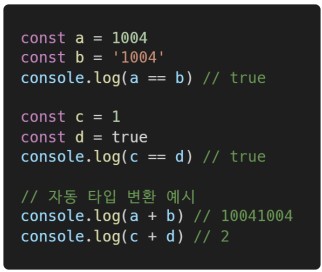 const a = 1004
const b = '1004'
console.log(a == b) // true
const c = 1
const d = true
console.log(c == d) // true
// 자동 타입 변환 예시
console.log(a + b) // 10041004
console.log(c + d) // 2